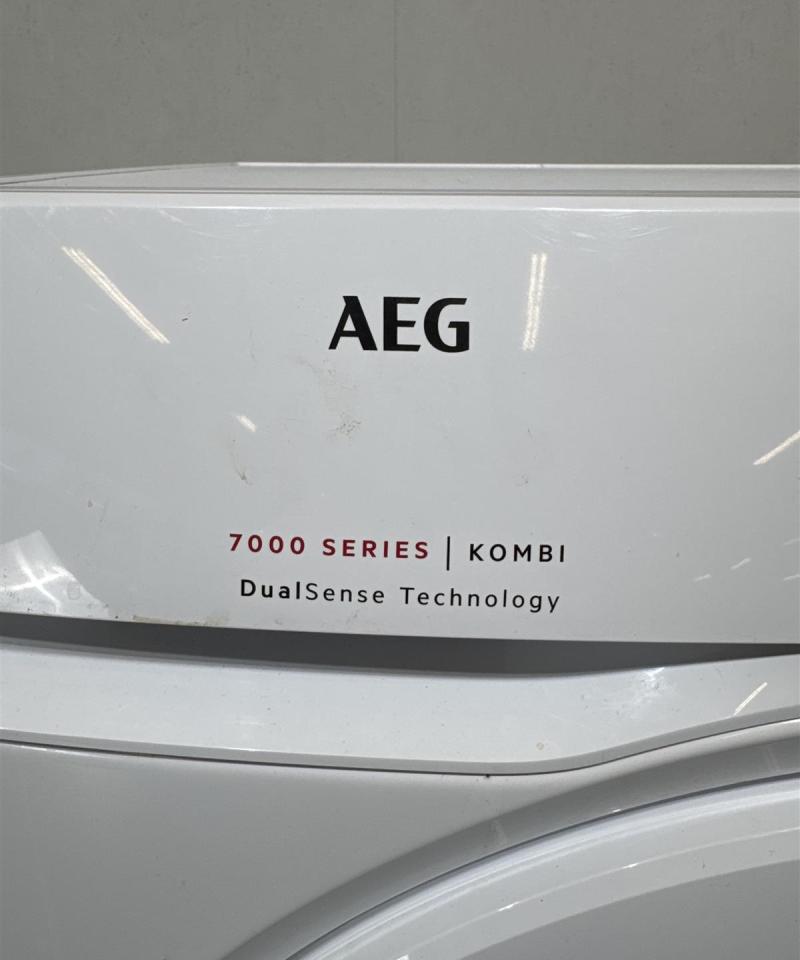 AEG
7000 SERIES | KOMBI
DualSense Technology